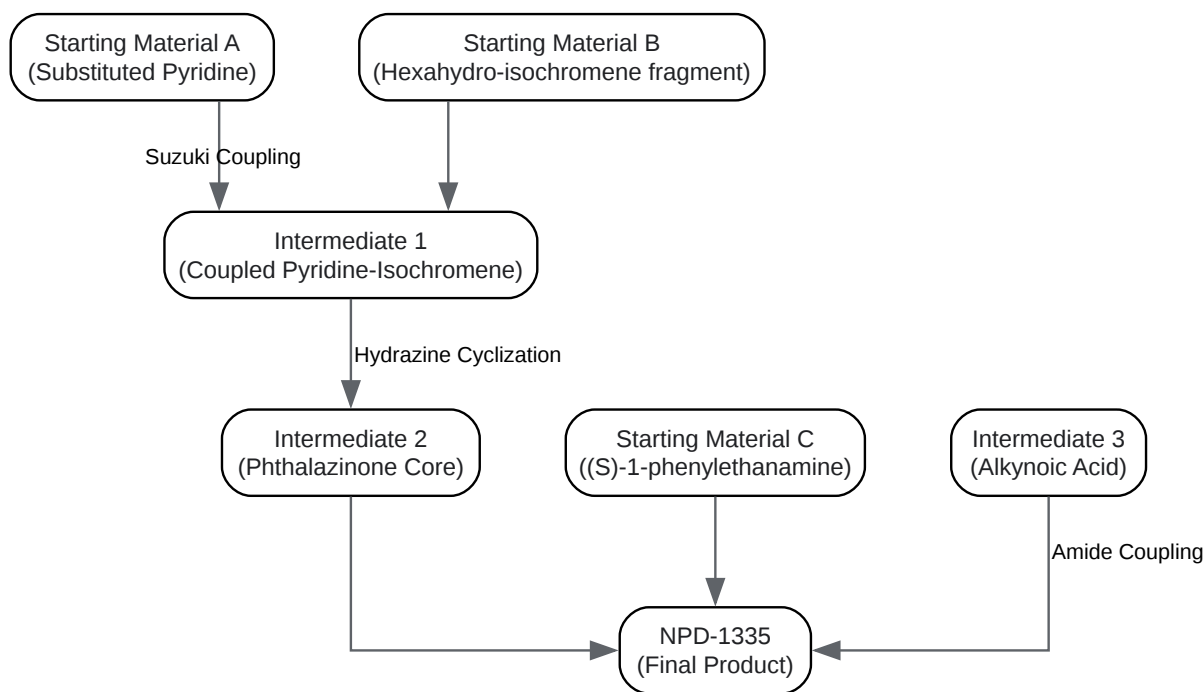 Starting Material A
(Substituted Pyridine)
Starting Material B
(Hexahydro-isochromene fragment)
Suzuki Coupling
Intermediate 1
(Coupled Pyridine-Isochromene)
Hydrazine Cyclization
Intermediate 2
(Phthalazinone Core)
Starting Material C
((S)-1-phenylethanamine)
Intermediate 3
(Alkynoic Acid)
Amide Coupling
NPD-1335
(Final Product)